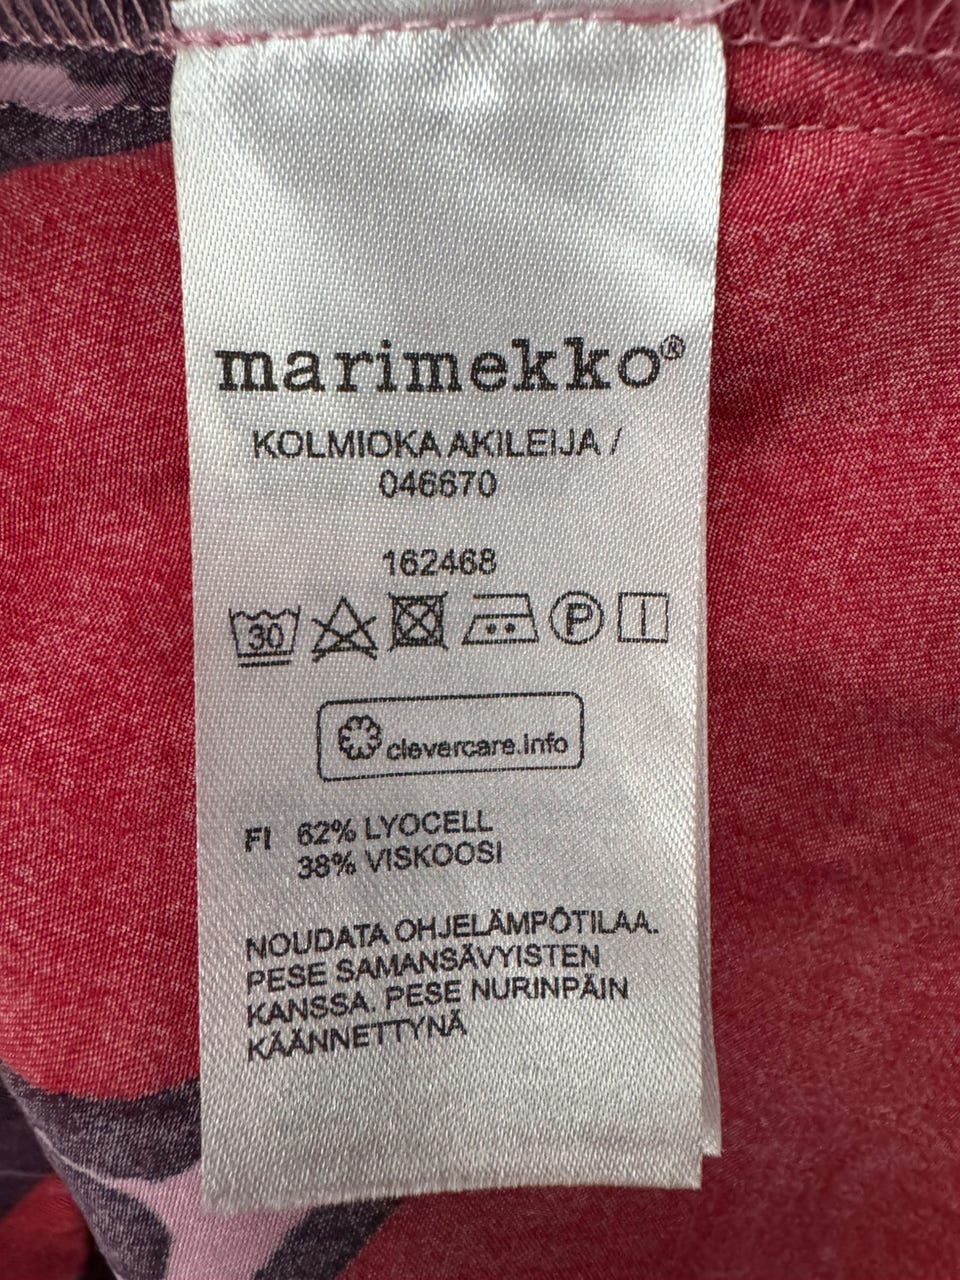 marimekko®
KOLMIOKA AKILEIJA /
046670
162468
30 P
clevercare.info
FI 62% LYOCELL
38% VISKOOSI
NOUDATA OHJELÄMPÖTILAA.
PESE SAMANSÄVYISTEN
KANSSA. PESE NURINPÄIN
KÄÄNNETTYNÄ